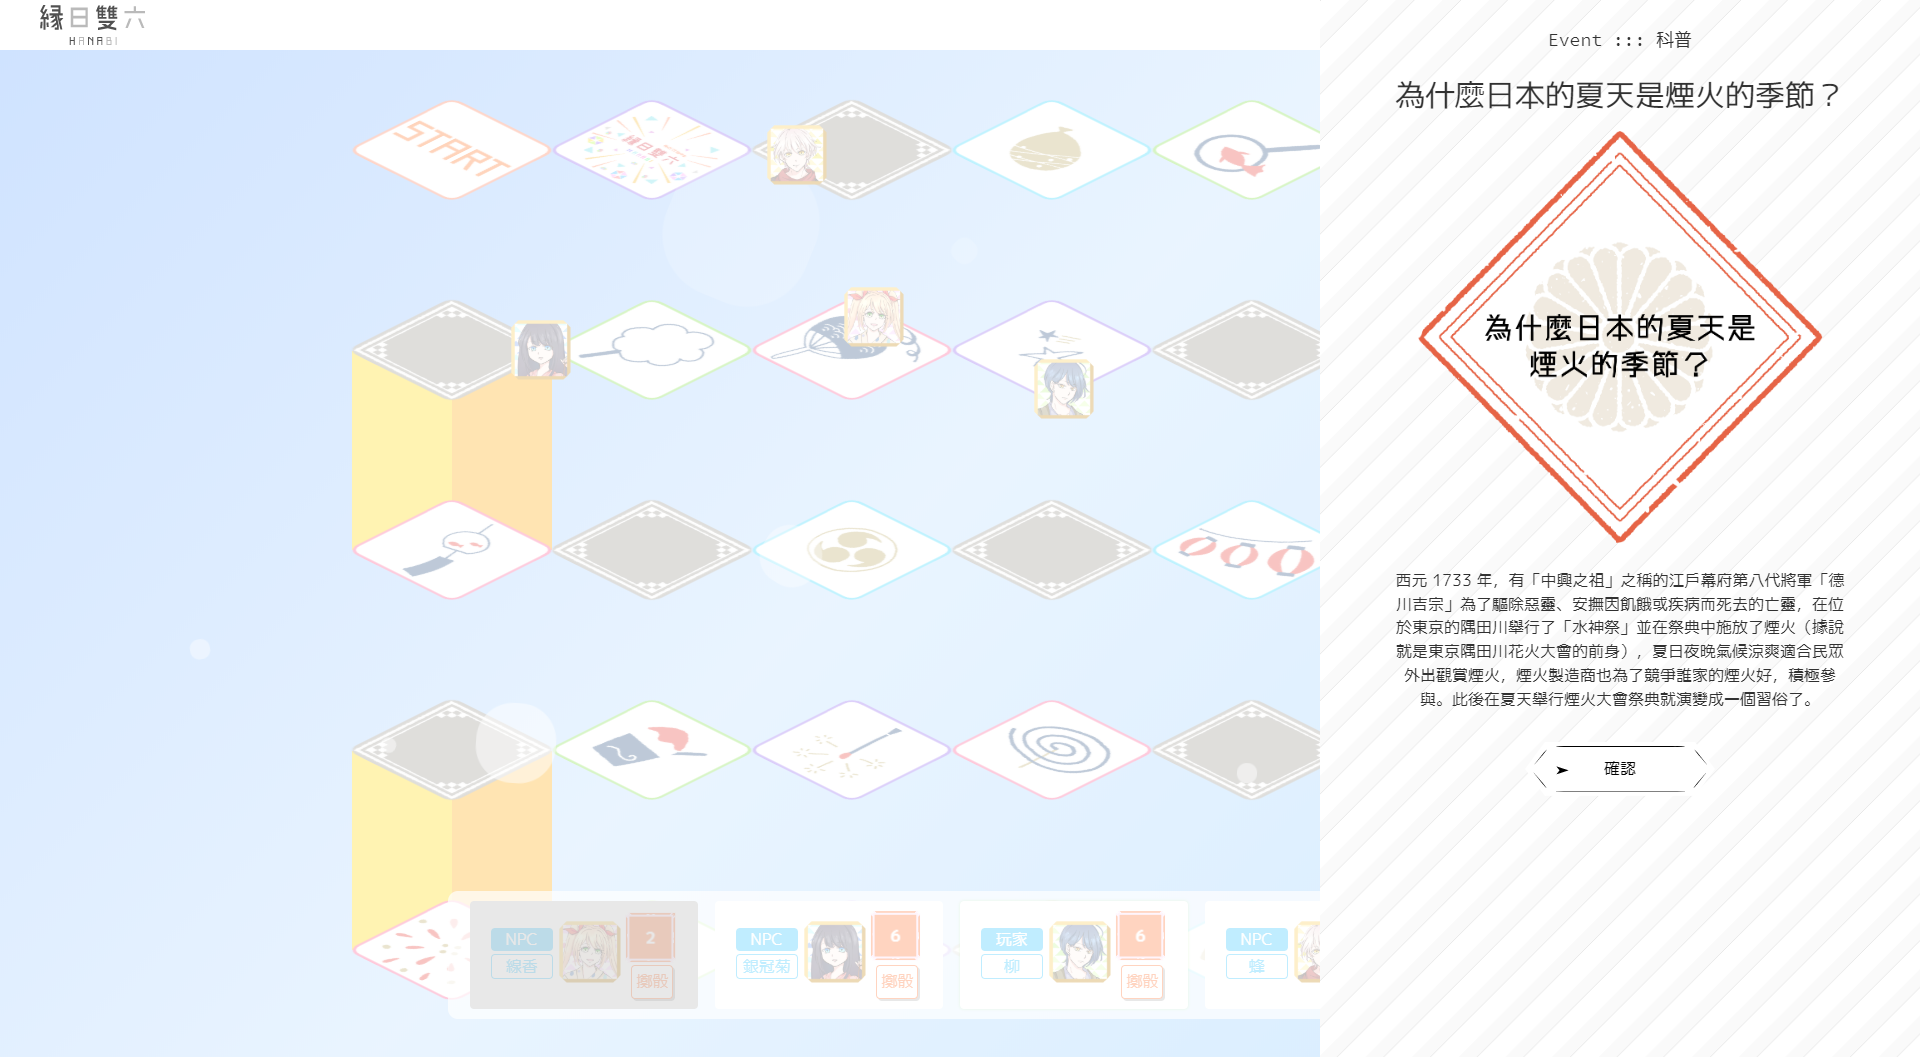 縁日雙六
HANABI
START
縁日雙六
NPC
線香
2
擲骰
NPC
銀冠菊
6
擲骰
玩家
柳
6
擲骰
NPC
蜂
Event ::: 科普
為什麼日本的夏天是煙火的季節？
為什麼日本的夏天是
煙火的季節？
西元 1733 年，有「中興之祖」之稱的江戶幕府第八代將軍「德
川吉宗」為了驅除惡靈、安撫因飢餓或疾病而死去的亡靈，在位
於東京的隅田川舉行了「水神祭」並在祭典中施放了煙火（據說
就是東京隅田川花火大會的前身），夏日夜晚氣候涼爽適合民眾
外出觀賞煙火，煙火製造商也為了競爭誰家的煙火好，積極參
與。此後在夏天舉行煙火大會祭典就演變成一個習俗了。
確認